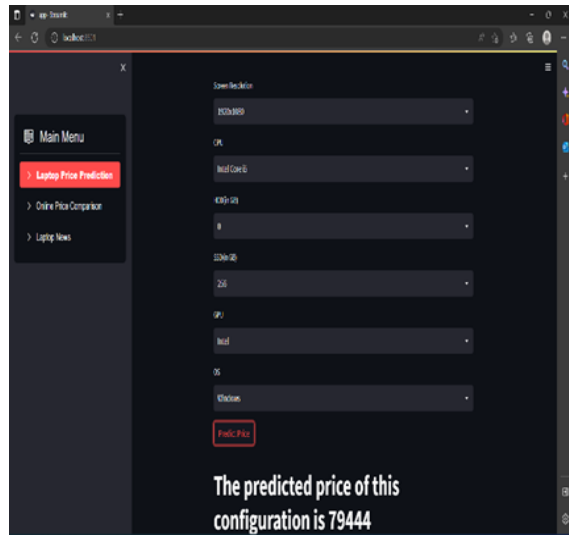 app · Streamlit
localhost:8501
Main Menu
Laptop Price Prediction
Online Price Comparison
Laptop News
Screen Resolution
1920x1080
CPU
Intel Core i5
HDD(in GB)
0
SSD(in GB)
256
GPU
Intel
OS
Windows
Predict Price
The predicted price of this
configuration is 79444